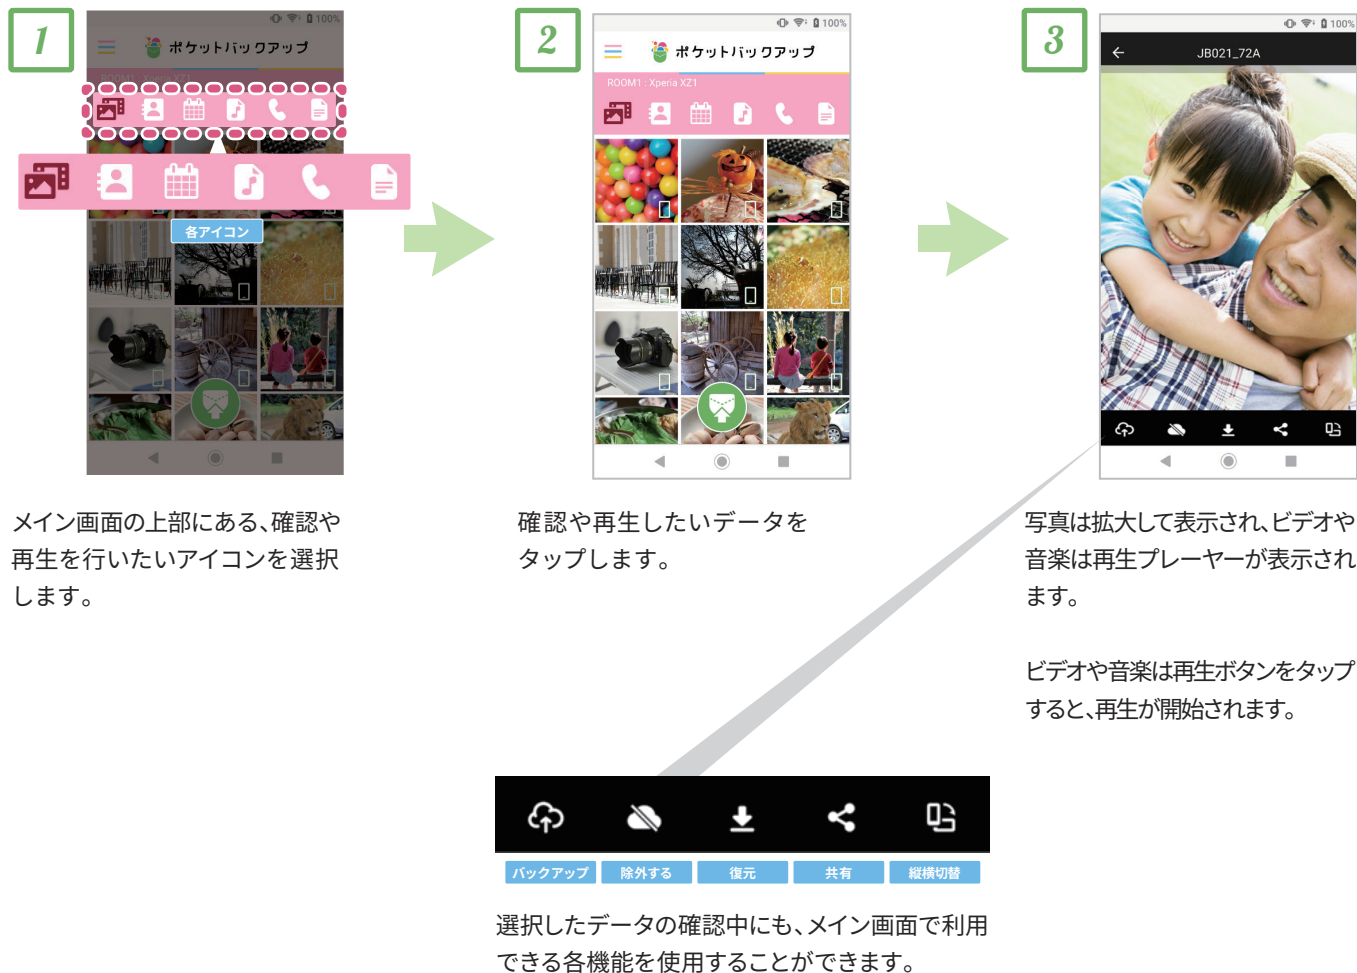 1
100%
ポケットバックアップ
ROOM1 : Xperia XZ1
各アイコン
メイン画面の上部にある、確認や
再生を行いたいアイコンを選択
します。
2
100%
ポケットバックアップ
ROOM1 : Xperia XZ1
確認や再生したいデータを
タップします。
3
100%
JB021_72A
写真は拡大して表示され、ビデオや
音楽は再生プレーヤーが表示され
ます。
ビデオや音楽は再生ボタンをタップ
すると、再生が開始されます。
バックアップ 除外する 復元 共有 縦横切替
選択したデータの確認中にも、メイン画面で利用
できる各機能を使用することができます。